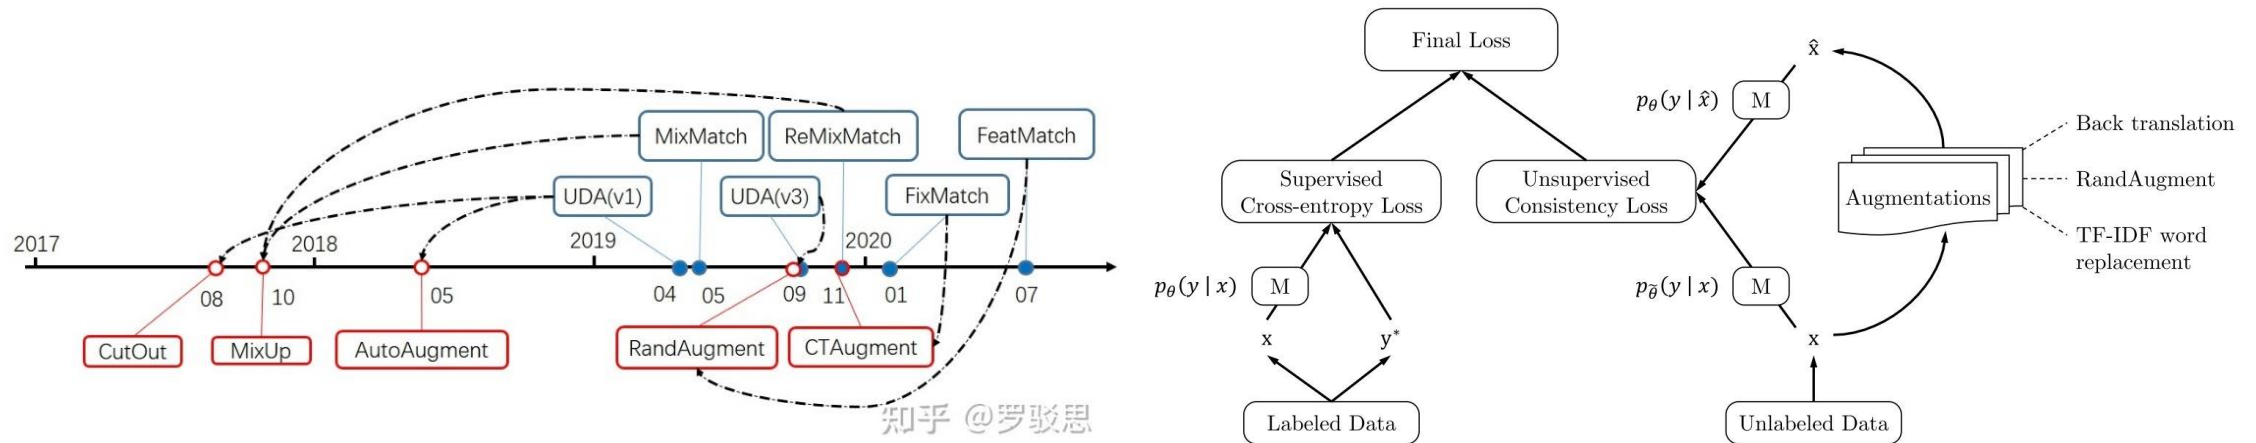 MixMatch
ReMixMatch
FeatMatch
UDA(v1)
UDA(v3)
FixMatch
2017
2018
2019
2020
08
10
05
04
05
09
11
01
07
CutOut
MixUp
AutoAugment
RandAugment
CTAugment
知乎 @罗驳思
Final Loss
x̂
pθ(y | x̂)
M
Back translation
Supervised
Cross-entropy Loss
Unsupervised
Consistency Loss
Augmentations
RandAugment
TF-IDF word
replacement
pθ(y | x)
M
pθ̃(y | x)
M
x
y*
x
Labeled Data
Unlabeled Data